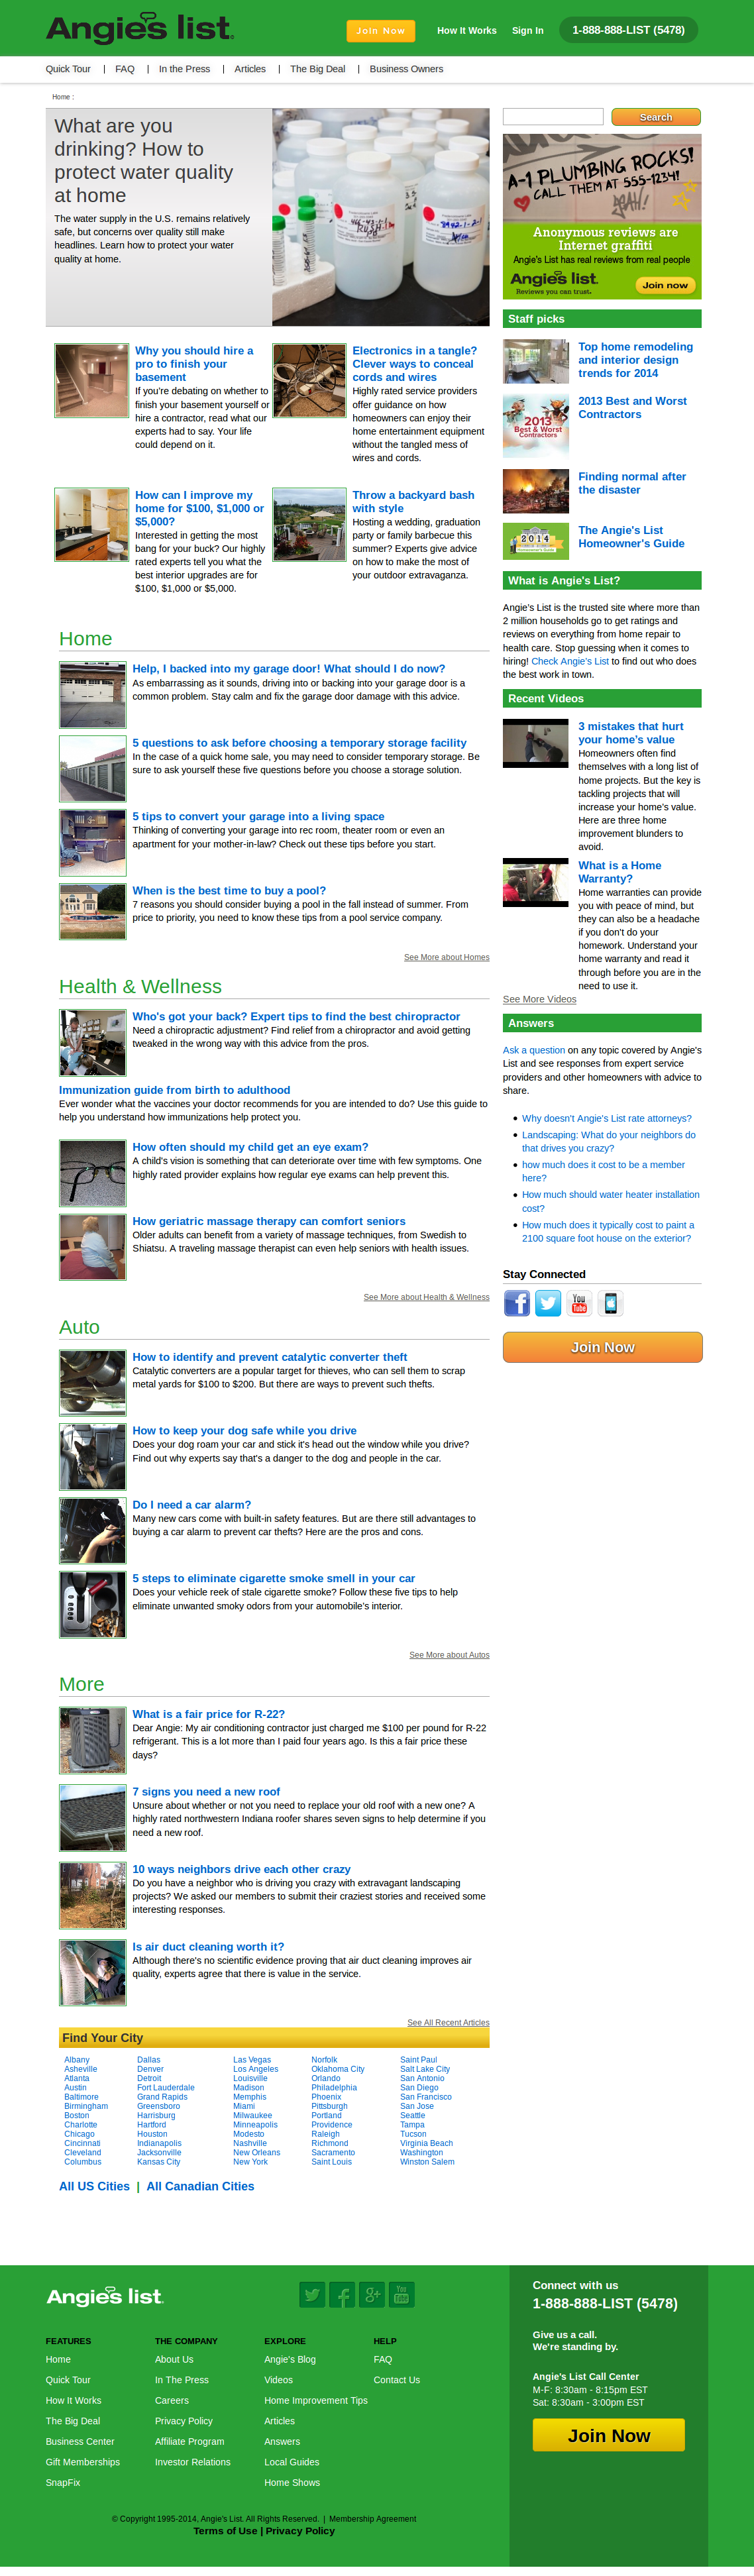 Angie's list.
Join Now
How It Works
Sign In
1-888-888-LIST (5478)
Quick Tour
FAQ
In the Press
Articles
The Big Deal
Business Owners
Home :
What are you
drinking? How to
protect water quality
at home
The water supply in the U.S. remains relatively
safe, but concerns over quality still make
headlines. Learn how to protect your water
quality at home.
Search
A-1 PLUMBING ROCKS!
CALL THEM AT 555-1234!
YEAH!
Anonymous reviews are
Internet graffiti
Angie's List has real reviews from real people
Angie's list.
Reviews you can trust.
Join now
Why you should hire a
pro to finish your
basement
If you're debating on whether to
finish your basement yourself or
hire a contractor, read what our
experts had to say. Your life
could depend on it.
Electronics in a tangle?
Clever ways to conceal
cords and wires
Highly rated service providers
offer guidance on how
homeowners can enjoy their
home entertainment equipment
without the tangled mess of
wires and cords.
How can I improve my
home for $100, $1,000 or
$5,000?
Interested in getting the most
bang for your buck? Our highly
rated experts tell you what the
best interior upgrades are for
$100, $1,000 or $5,000.
Throw a backyard bash
with style
Hosting a wedding, graduation
party or family barbecue this
summer? Experts give advice
on how to make the most of
your outdoor extravaganza.
Home
Help, I backed into my garage door! What should I do now?
As embarrassing as it sounds, driving into or backing into your garage door is a
common problem. Stay calm and fix the garage door damage with this advice.
5 questions to ask before choosing a temporary storage facility
In the case of a quick home sale, you may need to consider temporary storage. Be
sure to ask yourself these five questions before you choose a storage solution.
5 tips to convert your garage into a living space
Thinking of converting your garage into rec room, theater room or even an
apartment for your mother-in-law? Check out these tips before you start.
When is the best time to buy a pool?
7 reasons you should consider buying a pool in the fall instead of summer. From
price to priority, you need to know these tips from a pool service company.
See More about Homes
Health & Wellness
Who's got your back? Expert tips to find the best chiropractor
Need a chiropractic adjustment? Find relief from a chiropractor and avoid getting
tweaked in the wrong way with this advice from the pros.
Immunization guide from birth to adulthood
Ever wonder what the vaccines your doctor recommends for you are intended to do? Use this guide to
help you understand how immunizations help protect you.
How often should my child get an eye exam?
A child's vision is something that can deteriorate over time with few symptoms. One
highly rated provider explains how regular eye exams can help prevent this.
How geriatric massage therapy can comfort seniors
Older adults can benefit from a variety of massage techniques, from Swedish to
Shiatsu. A traveling massage therapist can even help seniors with health issues.
See More about Health & Wellness
Auto
How to identify and prevent catalytic converter theft
Catalytic converters are a popular target for thieves, who can sell them to scrap
metal yards for $100 to $200. But there are ways to prevent such thefts.
How to keep your dog safe while you drive
Does your dog roam your car and stick it's head out the window while you drive?
Find out why experts say that's a danger to the dog and people in the car.
Do I need a car alarm?
Many new cars come with built-in safety features. But are there still advantages to
buying a car alarm to prevent car thefts? Here are the pros and cons.
5 steps to eliminate cigarette smoke smell in your car
Does your vehicle reek of stale cigarette smoke? Follow these five tips to help
eliminate unwanted smoky odors from your automobile's interior.
See More about Autos
More
What is a fair price for R-22?
Dear Angie: My air conditioning contractor just charged me $100 per pound for R-22
refrigerant. This is a lot more than I paid four years ago. Is this a fair price these
days?
7 signs you need a new roof
Unsure about whether or not you need to replace your old roof with a new one? A
highly rated northwestern Indiana roofer shares seven signs to help determine if you
need a new roof.
10 ways neighbors drive each other crazy
Do you have a neighbor who is driving you crazy with extravagant landscaping
projects? We asked our members to submit their craziest stories and received some
interesting responses.
Is air duct cleaning worth it?
Although there's no scientific evidence proving that air duct cleaning improves air
quality, experts agree that there is value in the service.
See All Recent Articles
Staff picks
Top home remodeling
and interior design
trends for 2014
2013 Best and Worst
Contractors
Finding normal after
the disaster
The Angie's List
Homeowner's Guide
What is Angie's List?
Angie's List is the trusted site where more than
2 million households go to get ratings and
reviews on everything from home repair to
health care. Stop guessing when it comes to
hiring! Check Angie's List to find out who does
the best work in town.
Recent Videos
3 mistakes that hurt
your home's value
Homeowners often find
themselves with a long list of
home projects. But the key is
tackling projects that will
increase your home's value.
Here are three home
improvement blunders to
avoid.
What is a Home
Warranty?
Home warranties can provide
you with peace of mind, but
they can also be a headache
if you don't do your
homework. Understand your
home warranty and read it
through before you are in the
need to use it.
See More Videos
Answers
Ask a question on any topic covered by Angie's
List and see responses from expert service
providers and other homeowners with advice to
share.
Why doesn't Angie's List rate attorneys?
Landscaping: What do your neighbors do
that drives you crazy?
how much does it cost to be a member
here?
How much should water heater installation
cost?
How much does it typically cost to paint a
2100 square foot house on the exterior?
Stay Connected
Join Now
Find Your City
Albany
Asheville
Atlanta
Austin
Baltimore
Birmingham
Boston
Charlotte
Chicago
Cincinnati
Cleveland
Columbus
Dallas
Denver
Detroit
Fort Lauderdale
Grand Rapids
Greensboro
Harrisburg
Hartford
Houston
Indianapolis
Jacksonville
Kansas City
Las Vegas
Los Angeles
Louisville
Madison
Memphis
Miami
Milwaukee
Minneapolis
Modesto
Nashville
New Orleans
New York
Norfolk
Oklahoma City
Orlando
Philadelphia
Phoenix
Pittsburgh
Portland
Providence
Raleigh
Richmond
Sacramento
Saint Louis
Saint Paul
Salt Lake City
San Antonio
San Diego
San Francisco
San Jose
Seattle
Tampa
Tucson
Virginia Beach
Washington
Winston Salem
All US Cities | All Canadian Cities
Angie's list.
FEATURES
Home
Quick Tour
How It Works
The Big Deal
Business Center
Gift Memberships
SnapFix
THE COMPANY
About Us
In The Press
Careers
Privacy Policy
Affiliate Program
Investor Relations
EXPLORE
Angie's Blog
Videos
Home Improvement Tips
Articles
Answers
Local Guides
Home Shows
HELP
FAQ
Contact Us
Connect with us
1-888-888-LIST (5478)
Give us a call.
We're standing by.
Angie's List Call Center
M-F: 8:30am - 8:15pm EST
Sat: 8:30am - 3:00pm EST
Join Now
© Copyright 1995-2014, Angie's List. All Rights Reserved. | Membership Agreement
Terms of Use | Privacy Policy